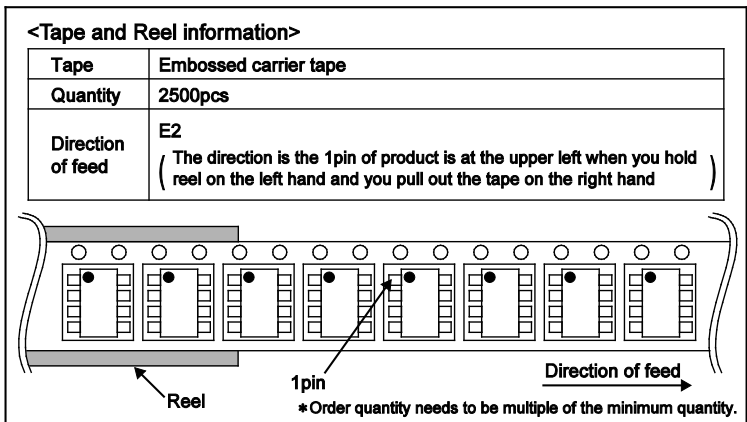 <Tape and Reel information>
Tape Embossed carrier tape
Quantity 2500pcs
Direction of feed E2
( The direction is the 1pin of product is at the upper left when you hold
reel on the left hand and you pull out the tape on the right hand )
Direction of feed
1pin
Reel
*Order quantity needs to be multiple of the minimum quantity.